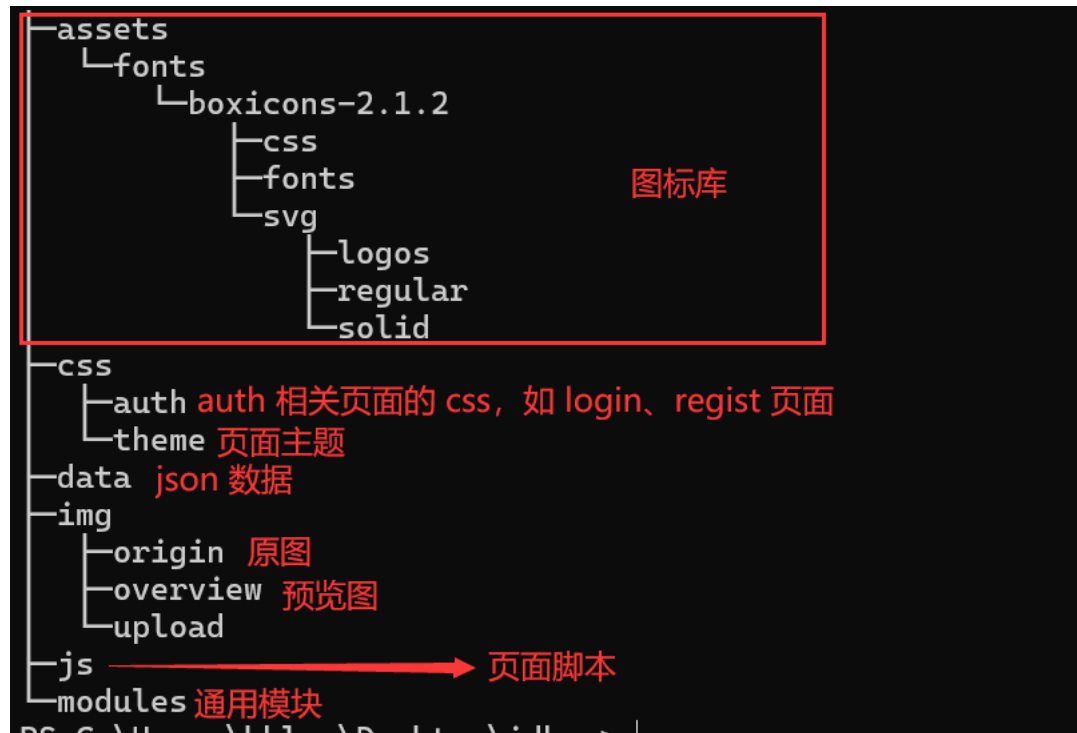 ├─assets
│  └─fonts
│      └─boxicons-2.1.2
│          ├─css
│          ├─fonts 图标库
│          └─svg
│              ├─logos
│              ├─regular
│              └─solid
├─css
│  ├─auth auth 相关页面的 css，如 login、regist 页面
│  └─theme 页面主题
├─data json 数据
├─img
│  ├─origin 原图
│  ├─overview 预览图
│  └─upload
├─js 页面脚本
└─modules 通用模块